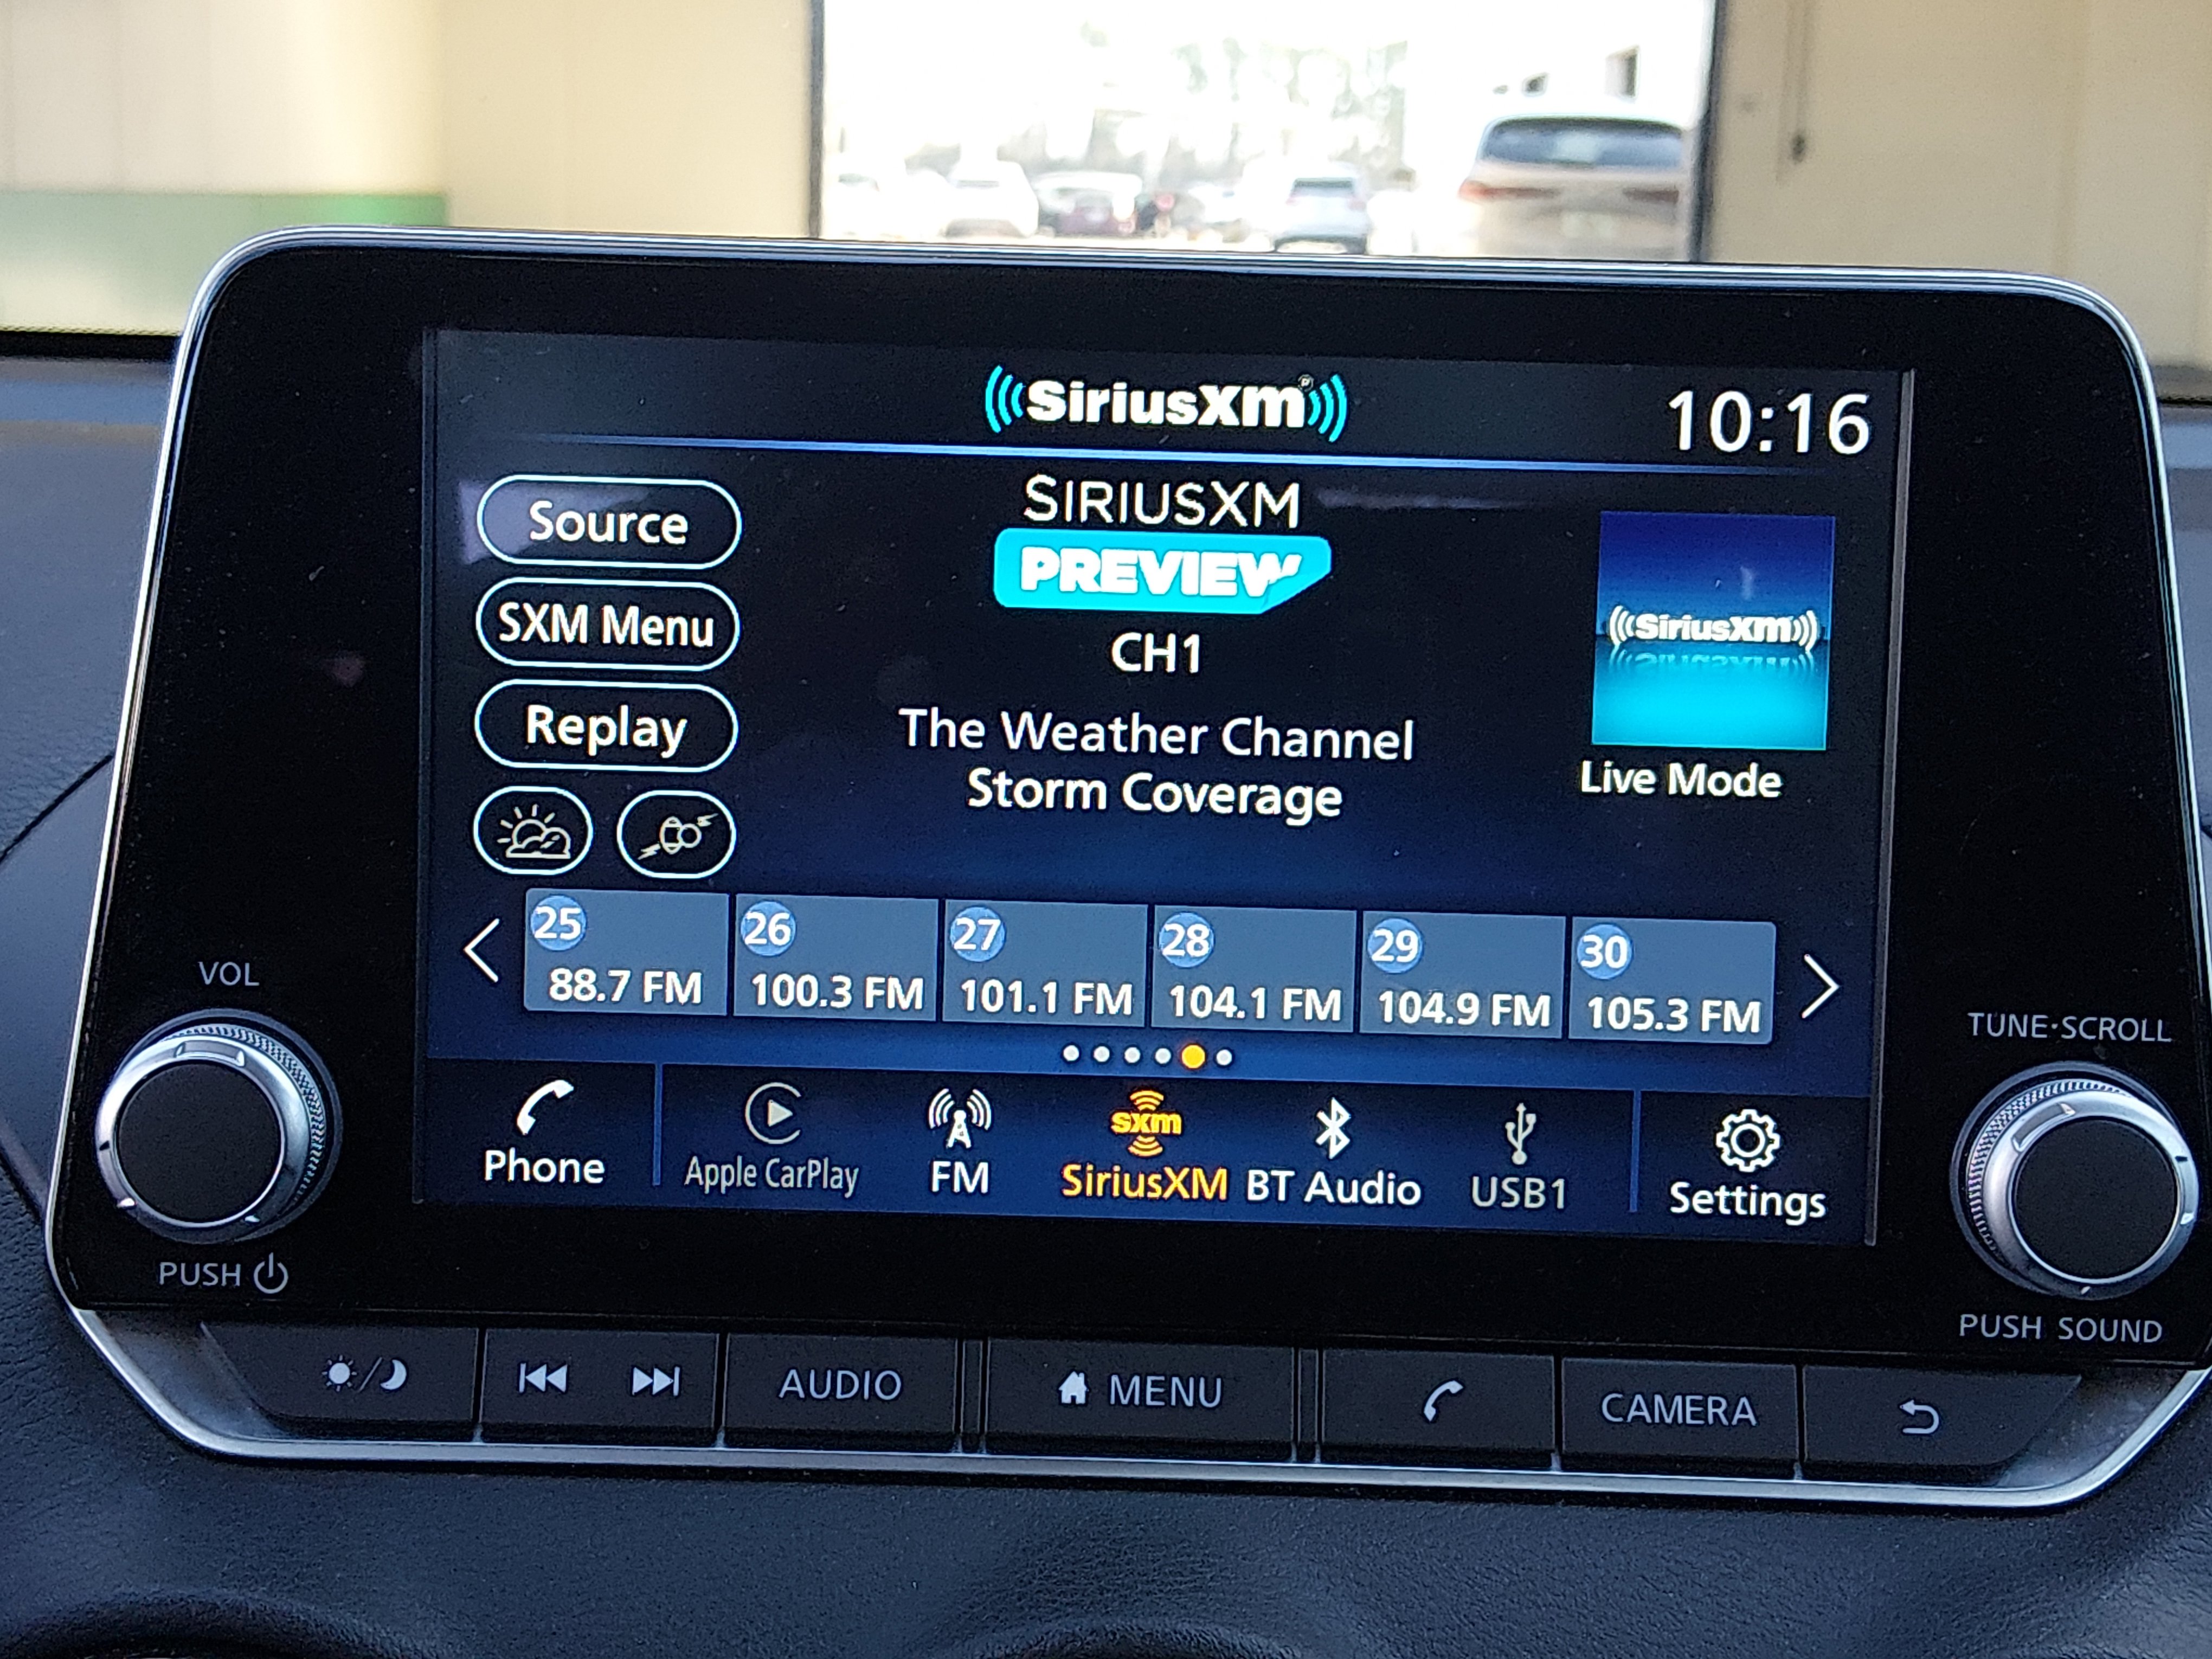 SiriusXM
10:16
Source
SXM Menu
Replay
SIRIUSXM
PREVIEW
CH1
The Weather Channel
Storm Coverage
SiriusXM
Live Mode
25
88.7 FM
26
100.3 FM
27
101.1 FM
28
104.1 FM
29
104.9 FM
30
105.3 FM
Phone
Apple CarPlay
FM
sxm
SiriusXM
BT Audio
USB1
Settings
VOL
PUSH
TUNE·SCROLL
PUSH SOUND
AUDIO
MENU
CAMERA